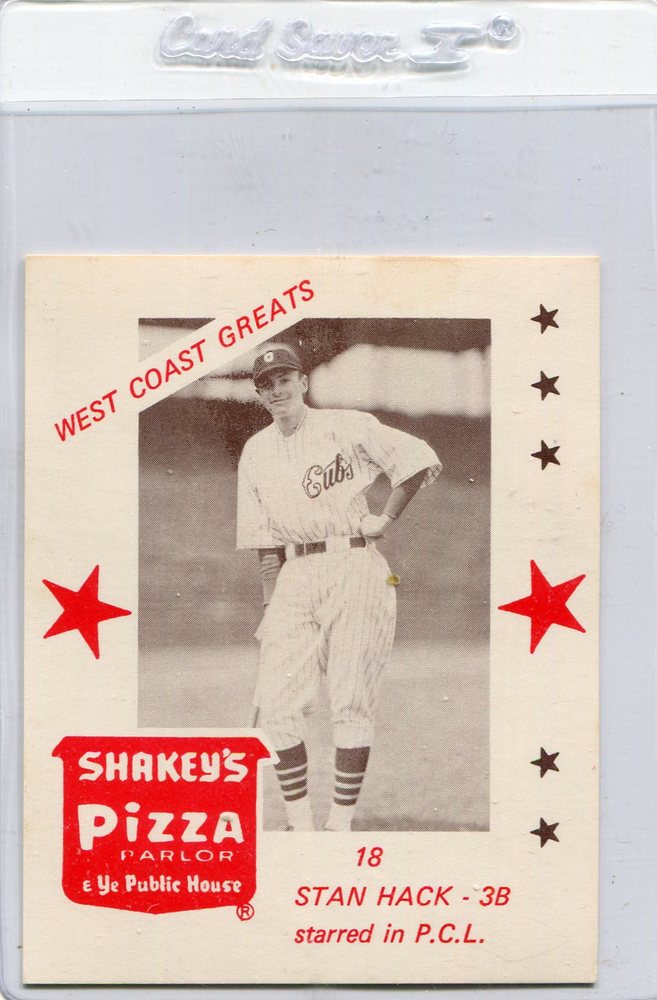 Card Saver I®
WEST COAST GREATS
C
Cubs
SHAKEY'S
PIZZA
PARLOR
& Ye Public House
®
18
STAN HACK - 3B
starred in P.C.L.